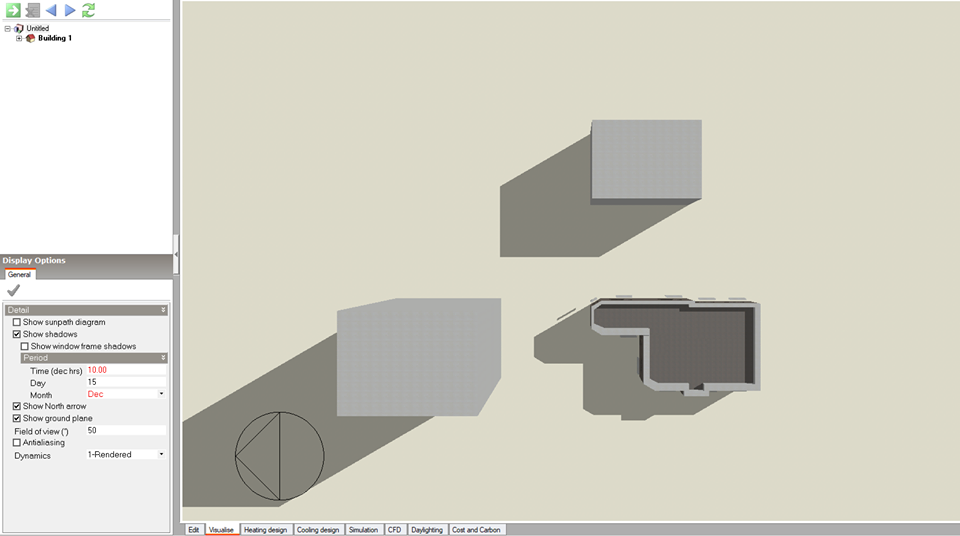 Untitled
Building 1
Display Options
General
Detail
Show sunpath diagram
Show shadows
Show window frame shadows
Period
Time (dec hrs) 10.00
Day 15
Month Dec
Show North arrow
Show ground plane
Field of view (°) 50
Antialiasing
Dynamics 1-Rendered
Edit Visualise Heating design Cooling design Simulation CFD Daylighting Cost and Carbon